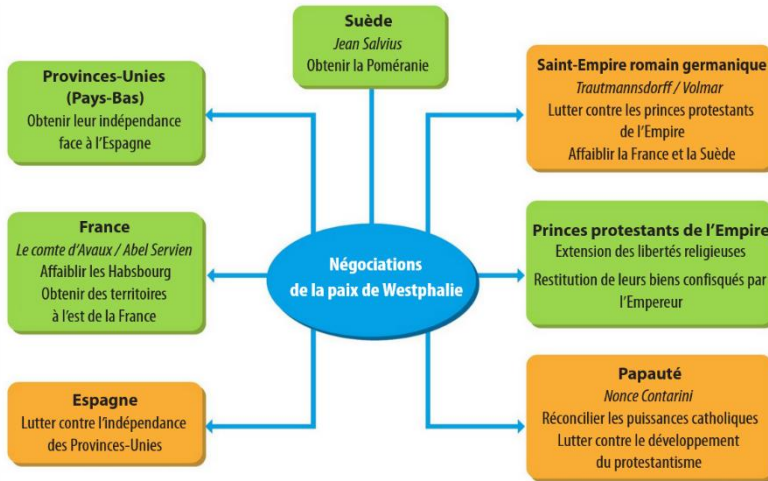 Suède
Jean Salvius
Obtenir la Poméranie
Provinces-Unies
(Pays-Bas)
Obtenir leur indépendance
face à l'Espagne
Saint-Empire romain germanique
Trautmannsdorff / Volmar
Lutter contre les princes protestants
de l'Empire
Affaiblir la France et la Suède
France
Le comte d'Avaux / Abel Servien
Affaiblir les Habsbourg
Obtenir des territoires
à l'est de la France
Négociations
de la paix de Westphalie
Princes protestants de l'Empire
Extension des libertés religieuses
Restitution de leurs biens confisqués par
l'Empereur
Espagne
Lutter contre l'indépendance
des Provinces-Unies
Papauté
Nonce Contarini
Réconcilier les puissances catholiques
Lutter contre le développement
du protestantisme